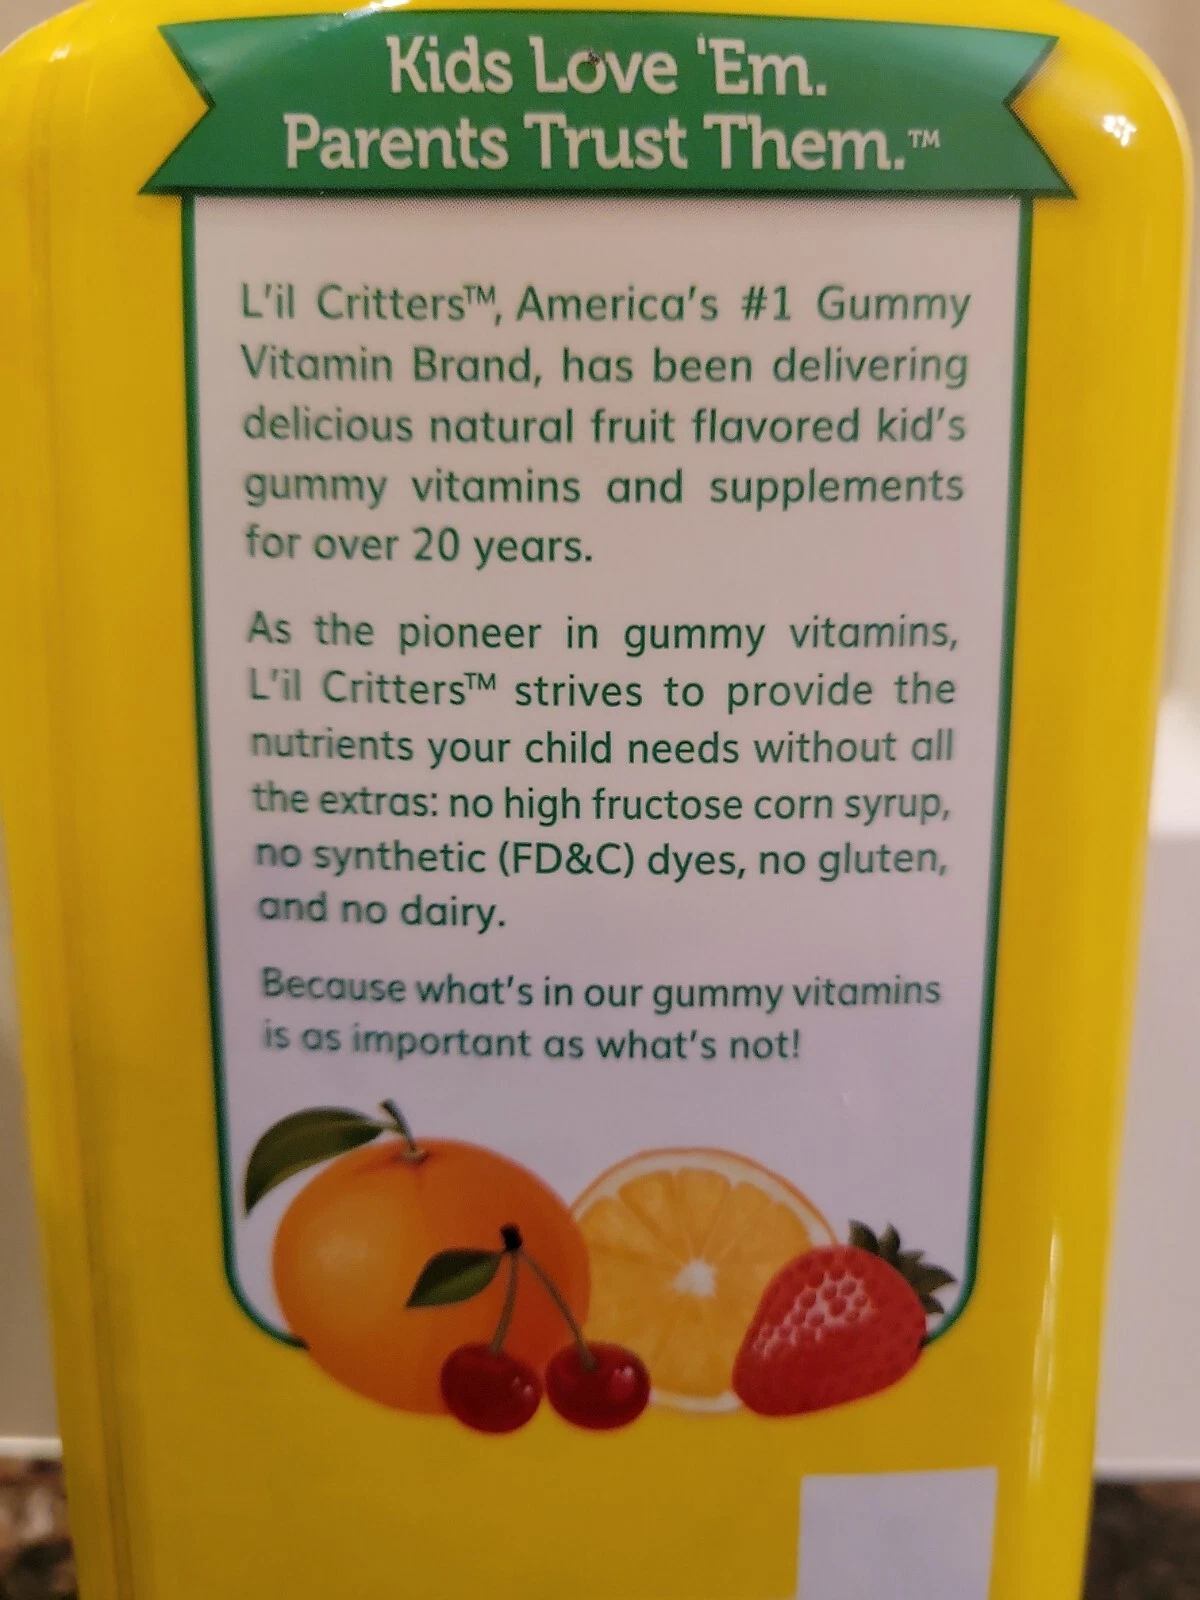 Kids Love 'Em.
Parents Trust Them.™
L'il Critters™, America's #1 Gummy
Vitamin Brand, has been delivering
delicious natural fruit flavored kid's
gummy vitamins and supplements
for over 20 years.
As the pioneer in gummy vitamins,
L'il Critters™ strives to provide the
nutrients your child needs without all
the extras: no high fructose corn syrup,
no synthetic (FD&C) dyes, no gluten,
and no dairy.
Because what's in our gummy vitamins
is as important as what's not!